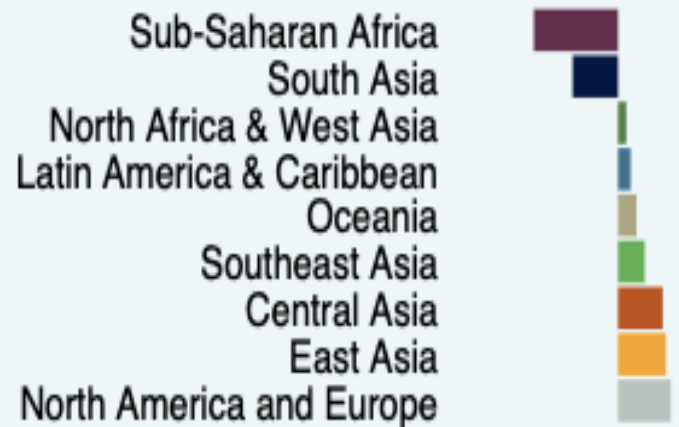 Sub-Saharan Africa
South Asia
North Africa & West Asia
Latin America & Caribbean
Oceania
Southeast Asia
Central Asia
East Asia
North America and Europe